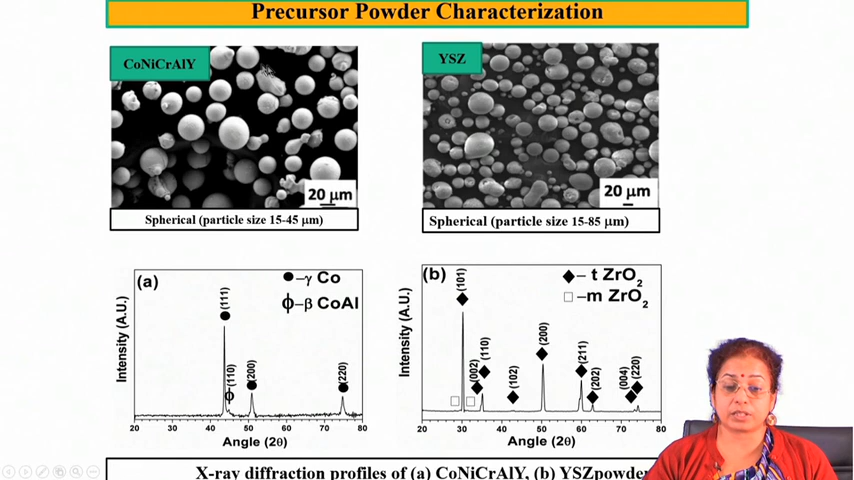 Precursor Powder Characterization
CoNiCrAlY
20 μm
Spherical (particle size 15-45 μm)
YSZ
20 μm
Spherical (particle size 15-85 μm)
(a)
●–γ Co
ϕ–β CoAl
(111)
(110)
ϕ
(200)
(220)
Intensity (A.U.)
20 30 40 50 60 70 80
Angle (2θ)
(b)
◆– t ZrO₂
□–m ZrO₂
(101)
(002)
(110)
(102)
(200)
(211)
(202)
(004)
(220)
Intensity (A.U.)
20 30 40 50 60 70 80
Angle (2θ)
X-ray diffraction profiles of (a) CoNiCrAlY, (b) YSZpowder